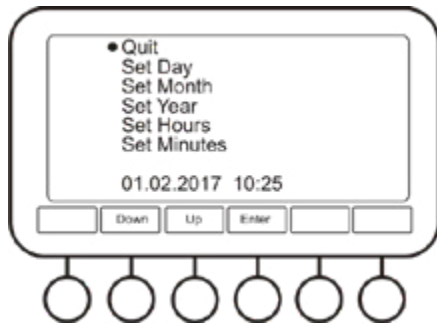 Quit
Set Day
Set Month
Set Year
Set Hours
Set Minutes
01.02.2017 10:25
Down Up Enter